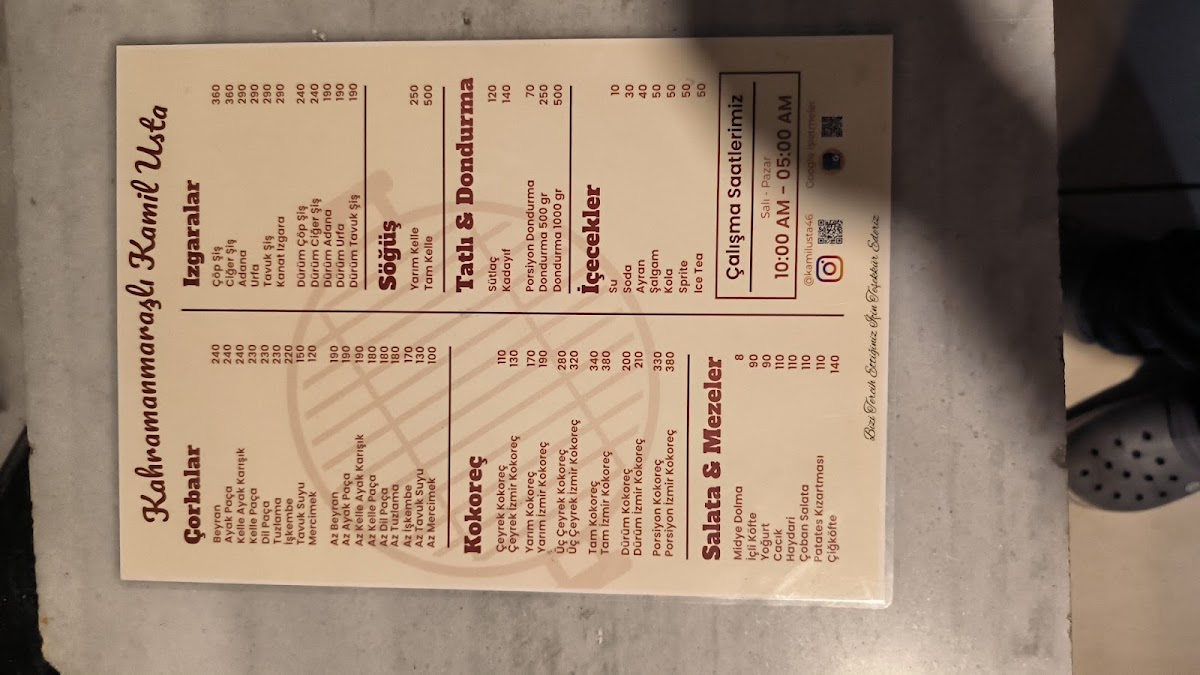 Kahramanmaraşlı Kamil Usta
Çorbalar
Beyran 240
Ayak Paça 240
Kelle Ayak Karışık 240
Kelle Paça 230
Dil Paça 230
Tuzlama 230
İşkembe 220
Tavuk Suyu 150
Mercimek 120
Az Beyran 190
Az Ayak Paça 190
Az Kelle Ayak Karışık 190
Az Kelle Paça 180
Az Dil Paça 180
Az Tuzlama 180
Az İşkembe 170
Az Tavuk Suyu 130
Az Mercimek 100
Kokoreç
Çeyrek Kokoreç 110
Çeyrek İzmir Kokoreç 130
Yarım Kokoreç 170
Yarım İzmir Kokoreç 190
Üç Çeyrek Kokoreç 280
Üç Çeyrek İzmir Kokoreç 320
Tam Kokoreç 340
Tam İzmir Kokoreç 380
Dürüm Kokoreç 200
Dürüm İzmir Kokoreç 210
Porsiyon Kokoreç 330
Porsiyon İzmir Kokoreç 380
Salata & Mezeler
Midye Dolma 8
İçli Köfte 90
Yoğurt 90
Cacık 110
Haydari 110
Çoban Salata 110
Patates Kızartması 110
Çiğköfte 140
Izgaralar
Çöp Şiş 360
Ciğer Şiş 360
Adana 290
Urfa 290
Tavuk Şiş 290
Kanat Izgara 290
Dürüm Çöp Şiş 240
Dürüm Ciğer Şiş 240
Dürüm Adana 190
Dürüm Urfa 190
Dürüm Tavuk Şiş 190
Söğüş
Yarım Kelle 250
Tam Kelle 500
Tatlı & Dondurma
Sütlaç 120
Kadayıf 140
Porsiyon Dondurma 70
Dondurma 500 gr 250
Dondurma 1000 gr 500
İçecekler
Su 10
Soda 30
Ayran 40
Şalgam 50
Kola 50
Sprite 50
Ice Tea 50
Çalışma Saatlerimiz
Salı - Pazar
10:00 AM – 05:00 AM
@kamilusta46
Google işletmeler
Bizi Tercih Ettiğiniz İçin Teşekkür Ederiz